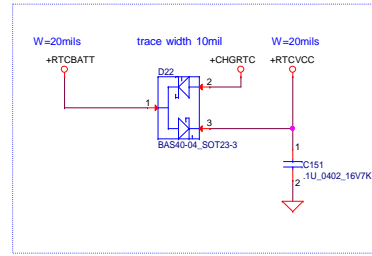 W=20mils trace width 10mil W=20mils
+RTCBATT +CHGRTC +RTCVCC
D22
2
1
3
BAS40-04_SOT23-3
1
C151
.1U_0402_16V7K
2